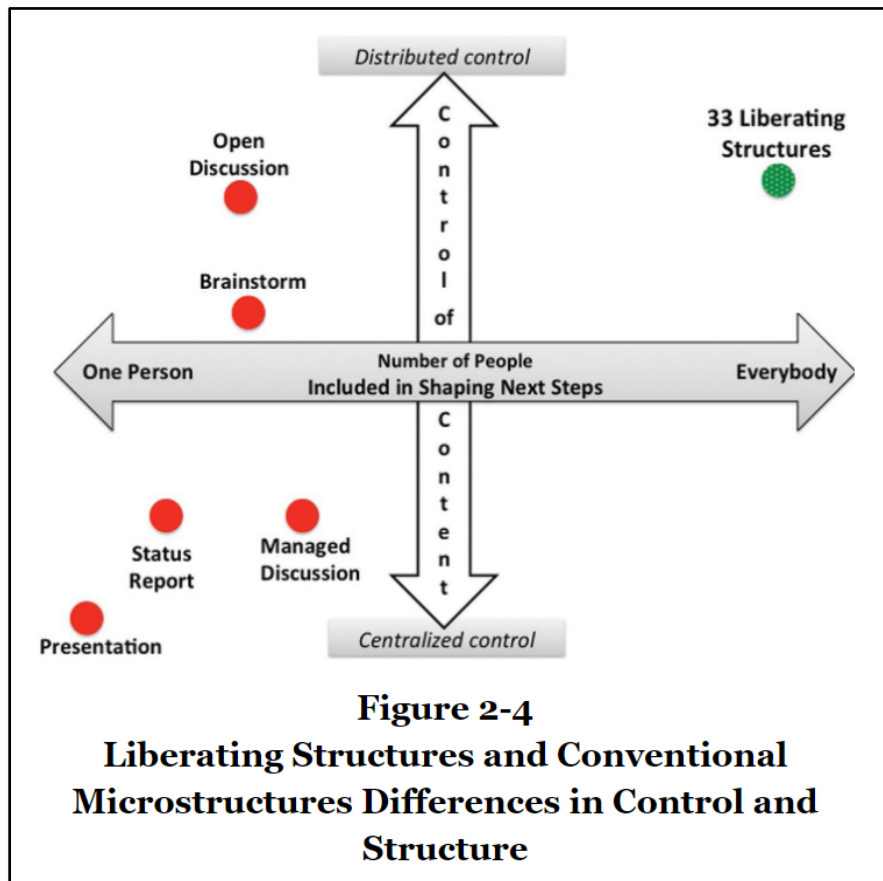 Distributed control
33 Liberating
Structures
Open
Discussion
Brainstorm
Control of Content
One Person
Number of People
Included in Shaping Next Steps
Everybody
Status
Report
Managed
Discussion
Presentation
Centralized control
Figure 2-4
Liberating Structures and Conventional
Microstructures Differences in Control and
Structure